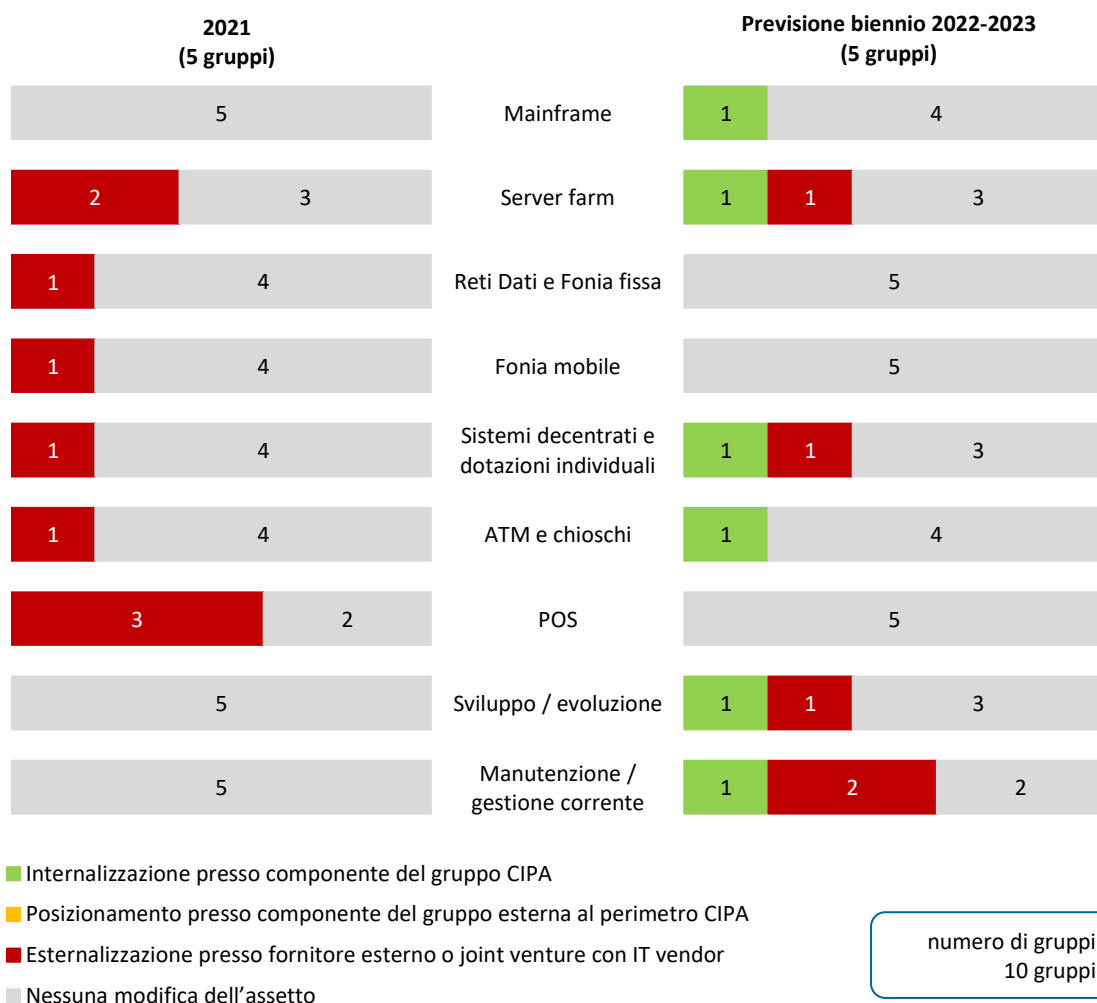 2021
(5 gruppi)
Previsione biennio 2022-2023
(5 gruppi)
5 Mainframe 1 4
2 3 Server farm 1 1 3
1 4 Reti Dati e Fonia fissa 5
1 4 Fonia mobile 5
Sistemi decentrati e
1 4 dotazioni individuali 1 1 3
1 4 ATM e chioschi 1 4
3 2 POS 5
5 Sviluppo / evoluzione 1 1 3
Manutenzione /
5 gestione corrente 1 2 2
Internalizzazione presso componente del gruppo CIPA
Posizionamento presso componente del gruppo esterna al perimetro CIPA
Esternalizzazione presso fornitore esterno o joint venture con IT vendor
Nessuna modifica dell'assetto
numero di gruppi
10 gruppi